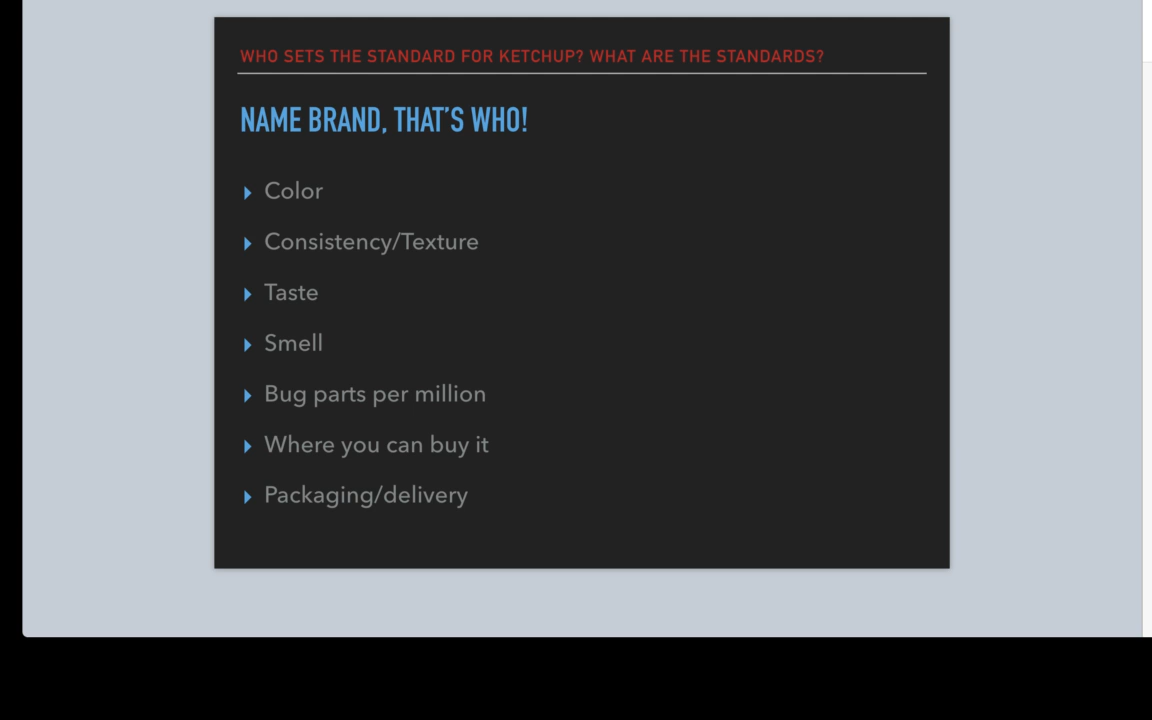 WHO SETS THE STANDARD FOR KETCHUP? WHAT ARE THE STANDARDS?
NAME BRAND, THAT'S WHO!
Color
Consistency/Texture
Taste
Smell
Bug parts per million
Where you can buy it
Packaging/delivery